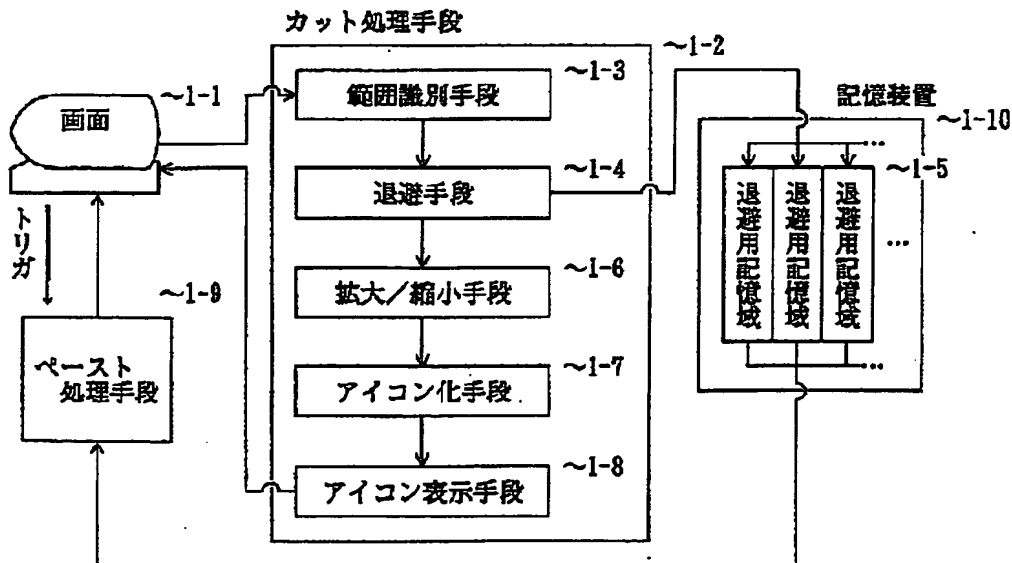 カット処理手段
~1-2
~1-3
範囲識別手段
~1-1
画面
記憶装置
~1-10
~1-4
退避手段
~1-5
退避用記憶域
退避用記憶域
退避用記憶域
…
…
…
トリガ
~1-6
拡大/縮小手段
~1-9
ペースト
処理手段
~1-7
アイコン化手段
~1-8
アイコン表示手段